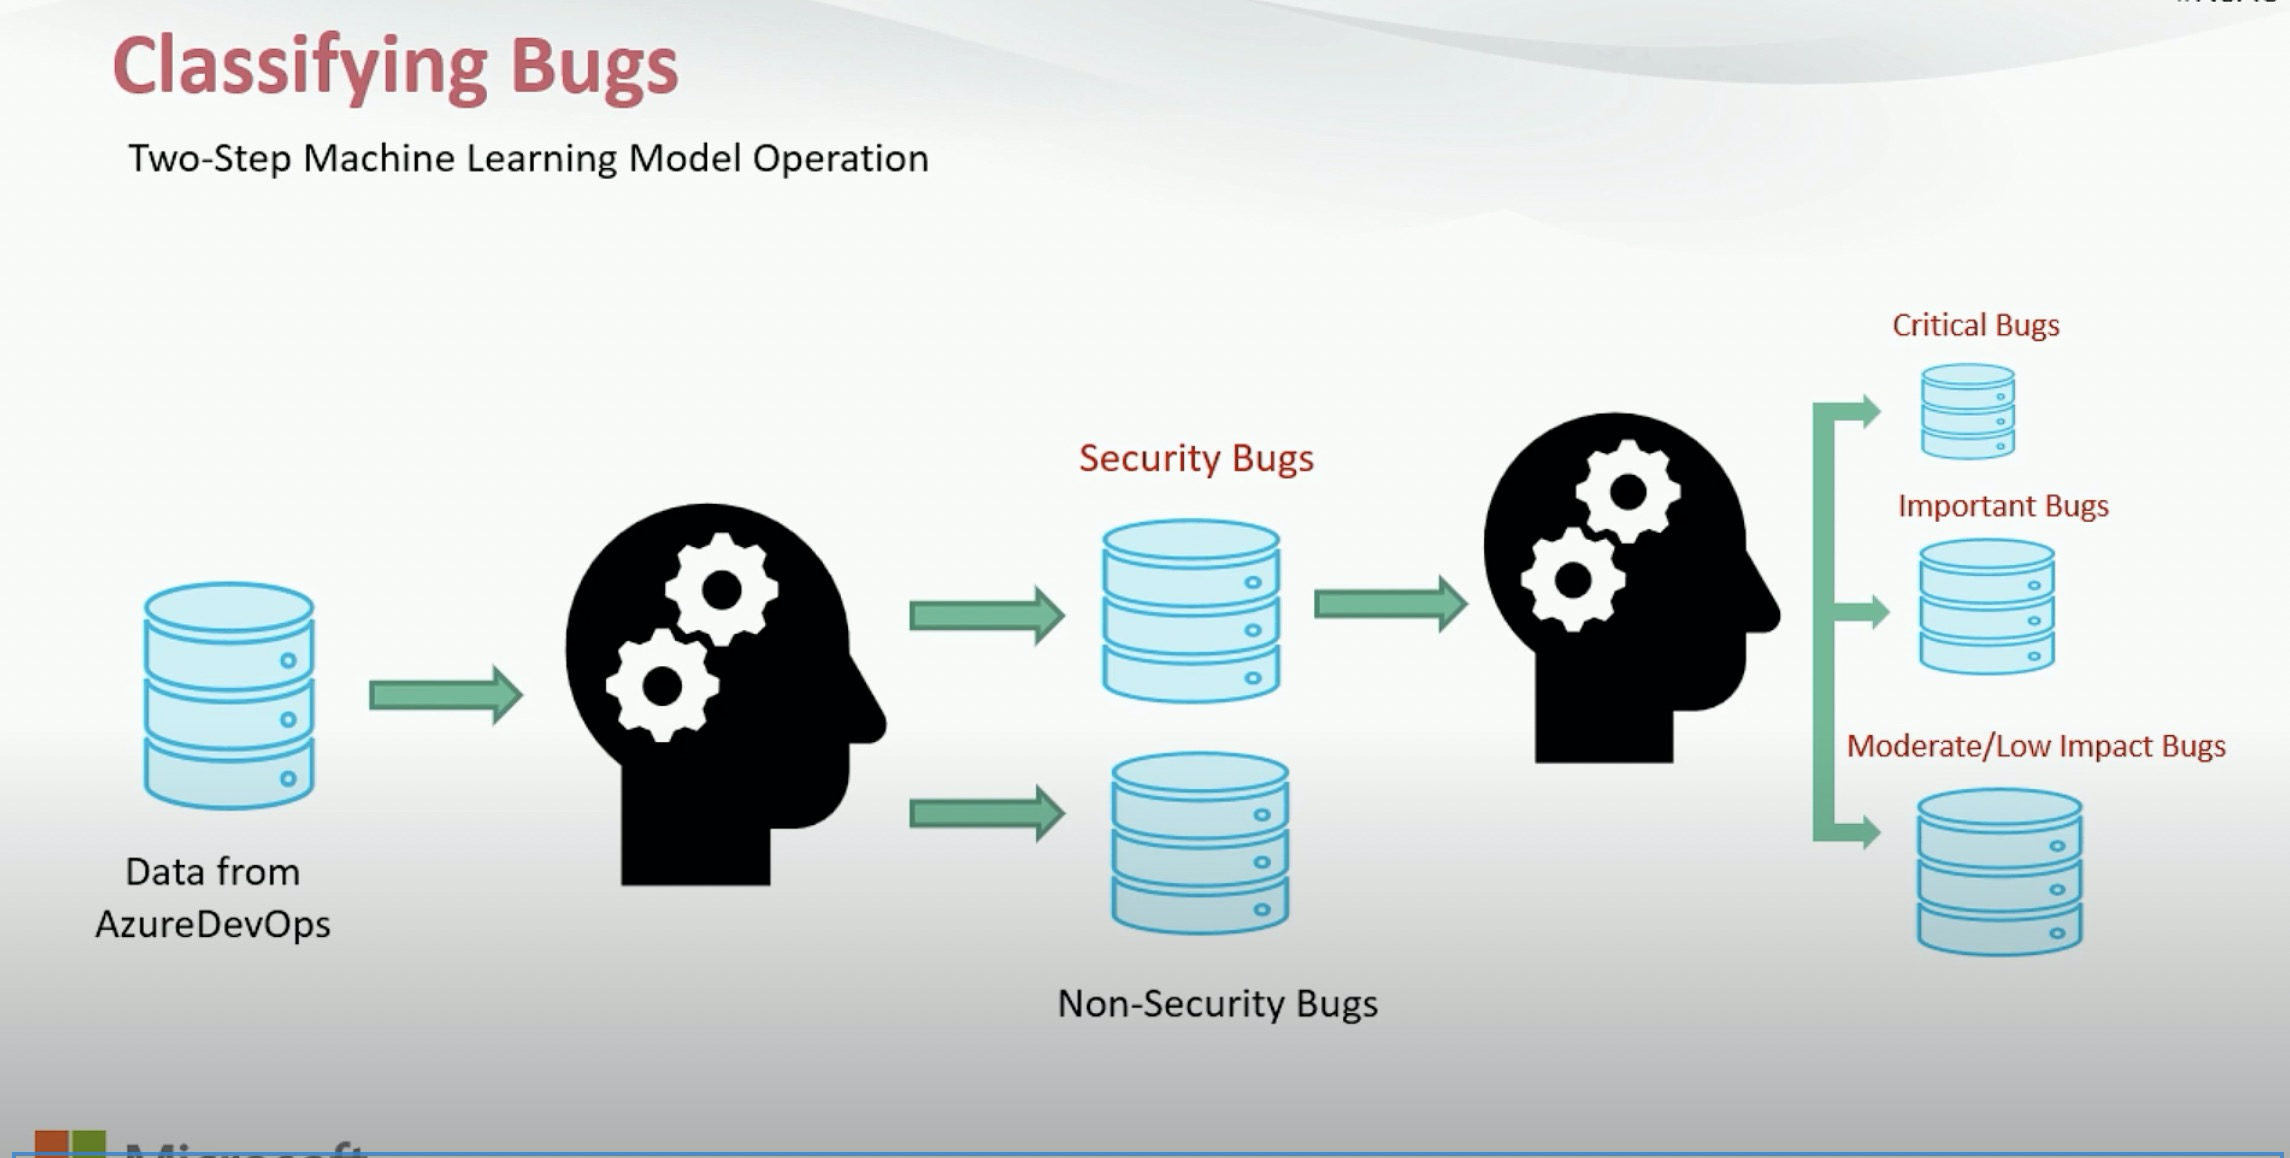 Classifying Bugs
Two-Step Machine Learning Model Operation
Critical Bugs
Security Bugs
Important Bugs
Moderate/Low Impact Bugs
Data from
AzureDevOps
Non-Security Bugs
Microsoft